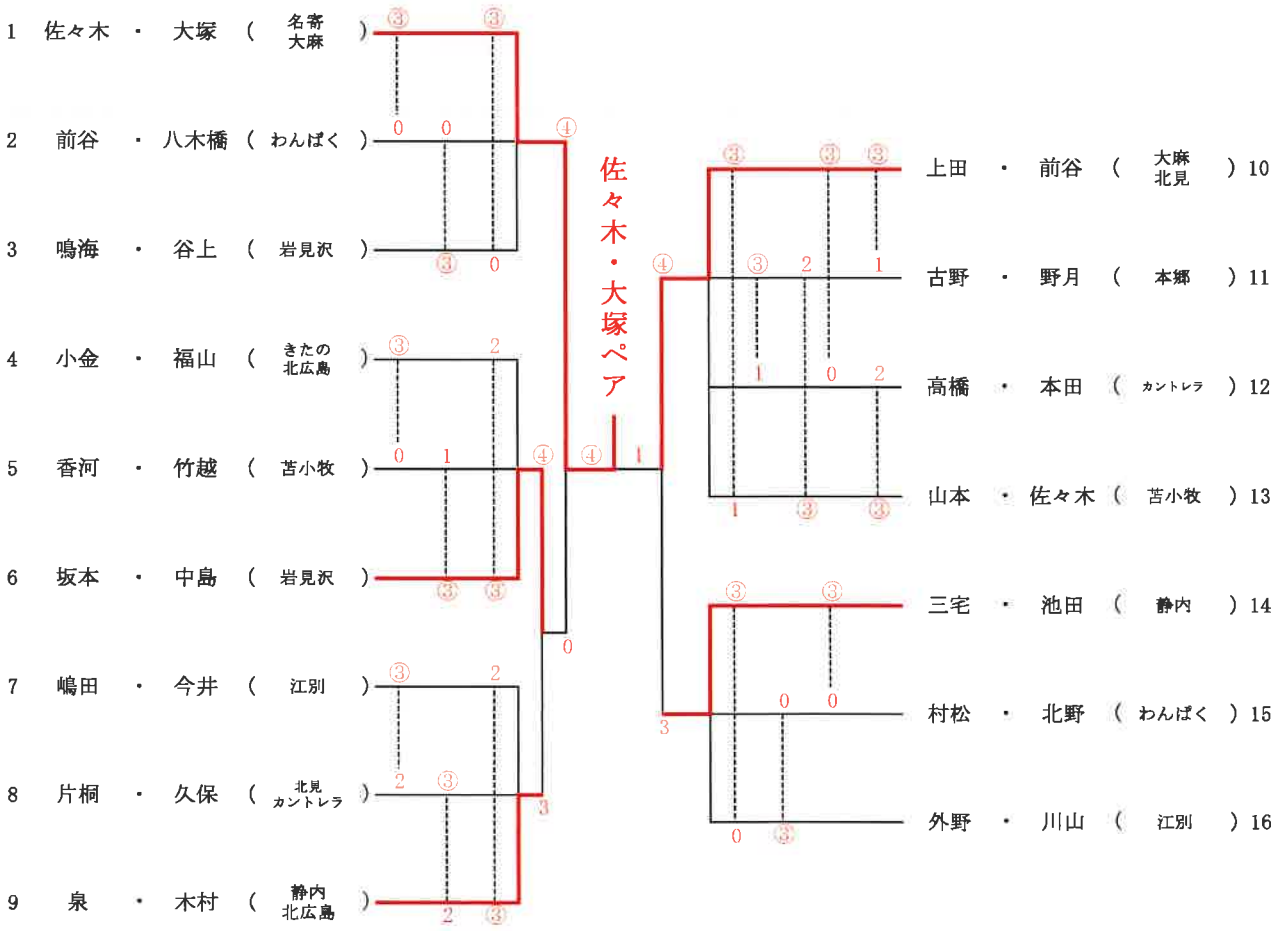 1 佐々木 ・ 大塚 ( 名寄 大麻 )
③ ③
2 前谷 ・ 八木橋 ( わんぱく )
0 0
3 鳴海 ・ 谷上 ( 岩見沢 )
③ 0
④
4 小金 ・ 福山 ( きたの 北広島 )
③ 2
5 香河 ・ 竹越 ( 苫小牧 )
0 1
6 坂本 ・ 中島 ( 岩見沢 )
③ ③
④
0
7 嶋田 ・ 今井 ( 江別 )
③ 2
8 片桐 ・ 久保 ( 北見 カントレラ )
2 ③
9 泉 ・ 木村 ( 静内 北広島 )
2 ③
3
佐々木・大塚ペア
④ 1
③ ③ ③
上田 ・ 前谷 ( 大麻 北見 ) 10
③ 2 1
古野 ・ 野月 ( 本郷 ) 11
④
1 0 2
高橋 ・ 本田 ( カントレラ ) 12
山本 ・ 佐々木 ( 苫小牧 ) 13
1 ③ ③
③ ③
三宅 ・ 池田 ( 静内 ) 14
0 0
村松 ・ 北野 ( わんぱく ) 15
3
外野 ・ 川山 ( 江別 ) 16
0 ③